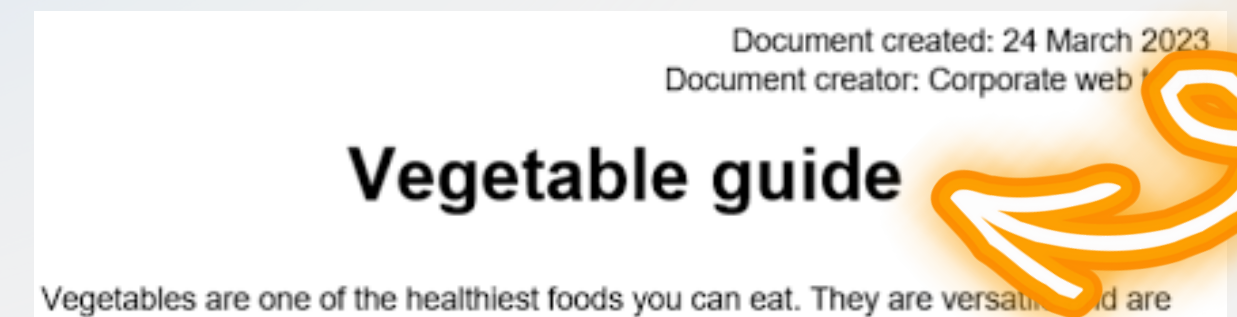 Document created: 24 March 2023
Document creator: Corporate web
Vegetable guide
Vegetables are one of the healthiest foods you can eat. They are are